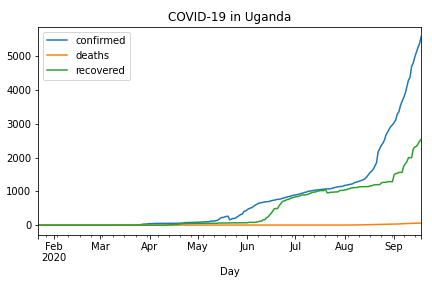 COVID-19 in Uganda
confirmed
deaths
recovered
5000
4000
3000
2000
1000
0
Feb Mar Apr May Jun Jul Aug Sep
2020
Day